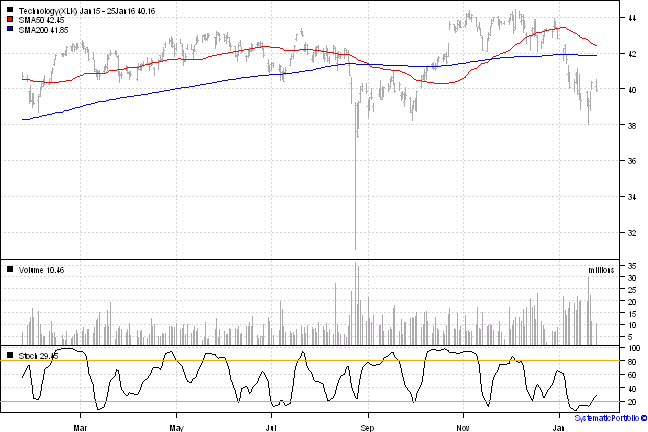 Technology(XLK) Jan15 - 25Jan16 40.16
SMA50 42.45
SMA200 41.85
44
42
40
38
36
34
32
Volume 10.46
millions
35
30
25
20
15
10
5
Stoch 29.45
100
80
60
40
20
Mar
May
Jul
Sep
Nov
Jan
SystematicPortfolio ©